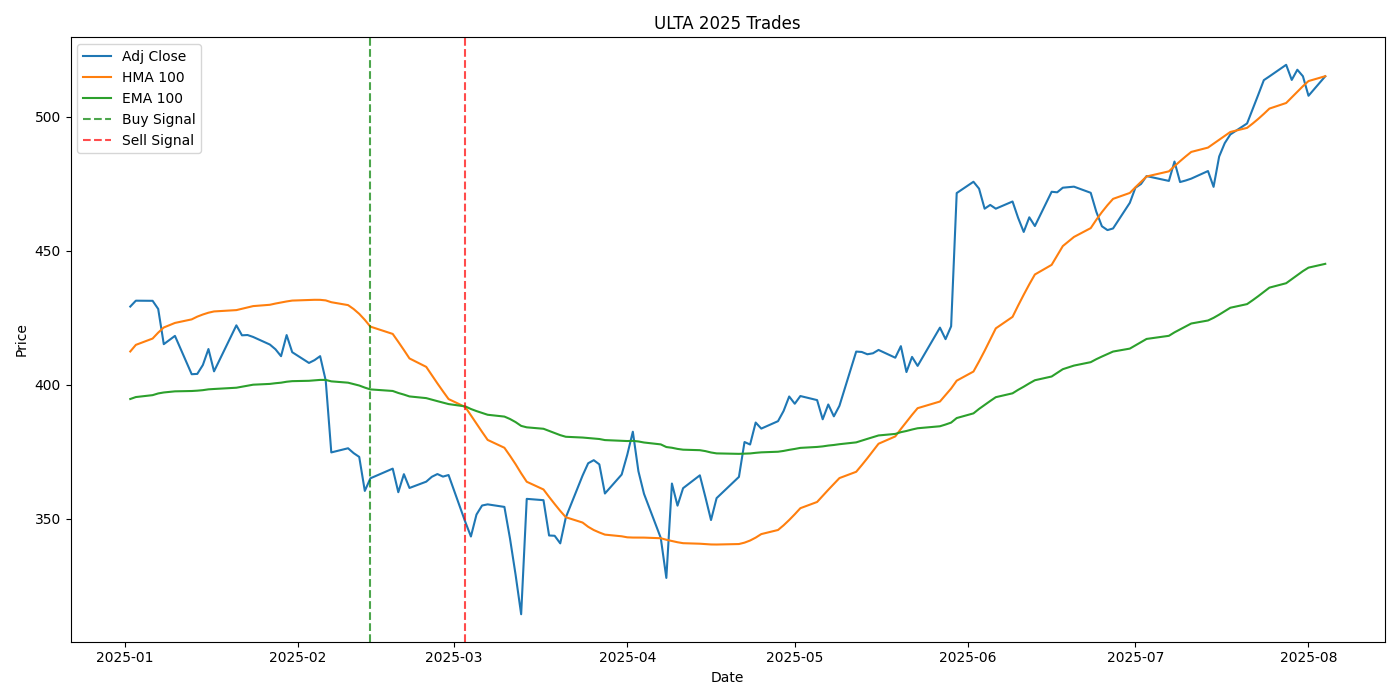 ULTA 2025 Trades
Adj Close
HMA 100
EMA 100
Buy Signal
Sell Signal
Price
500
450
400
350
2025-01 2025-02 2025-03 2025-04 2025-05 2025-06 2025-07 2025-08
Date